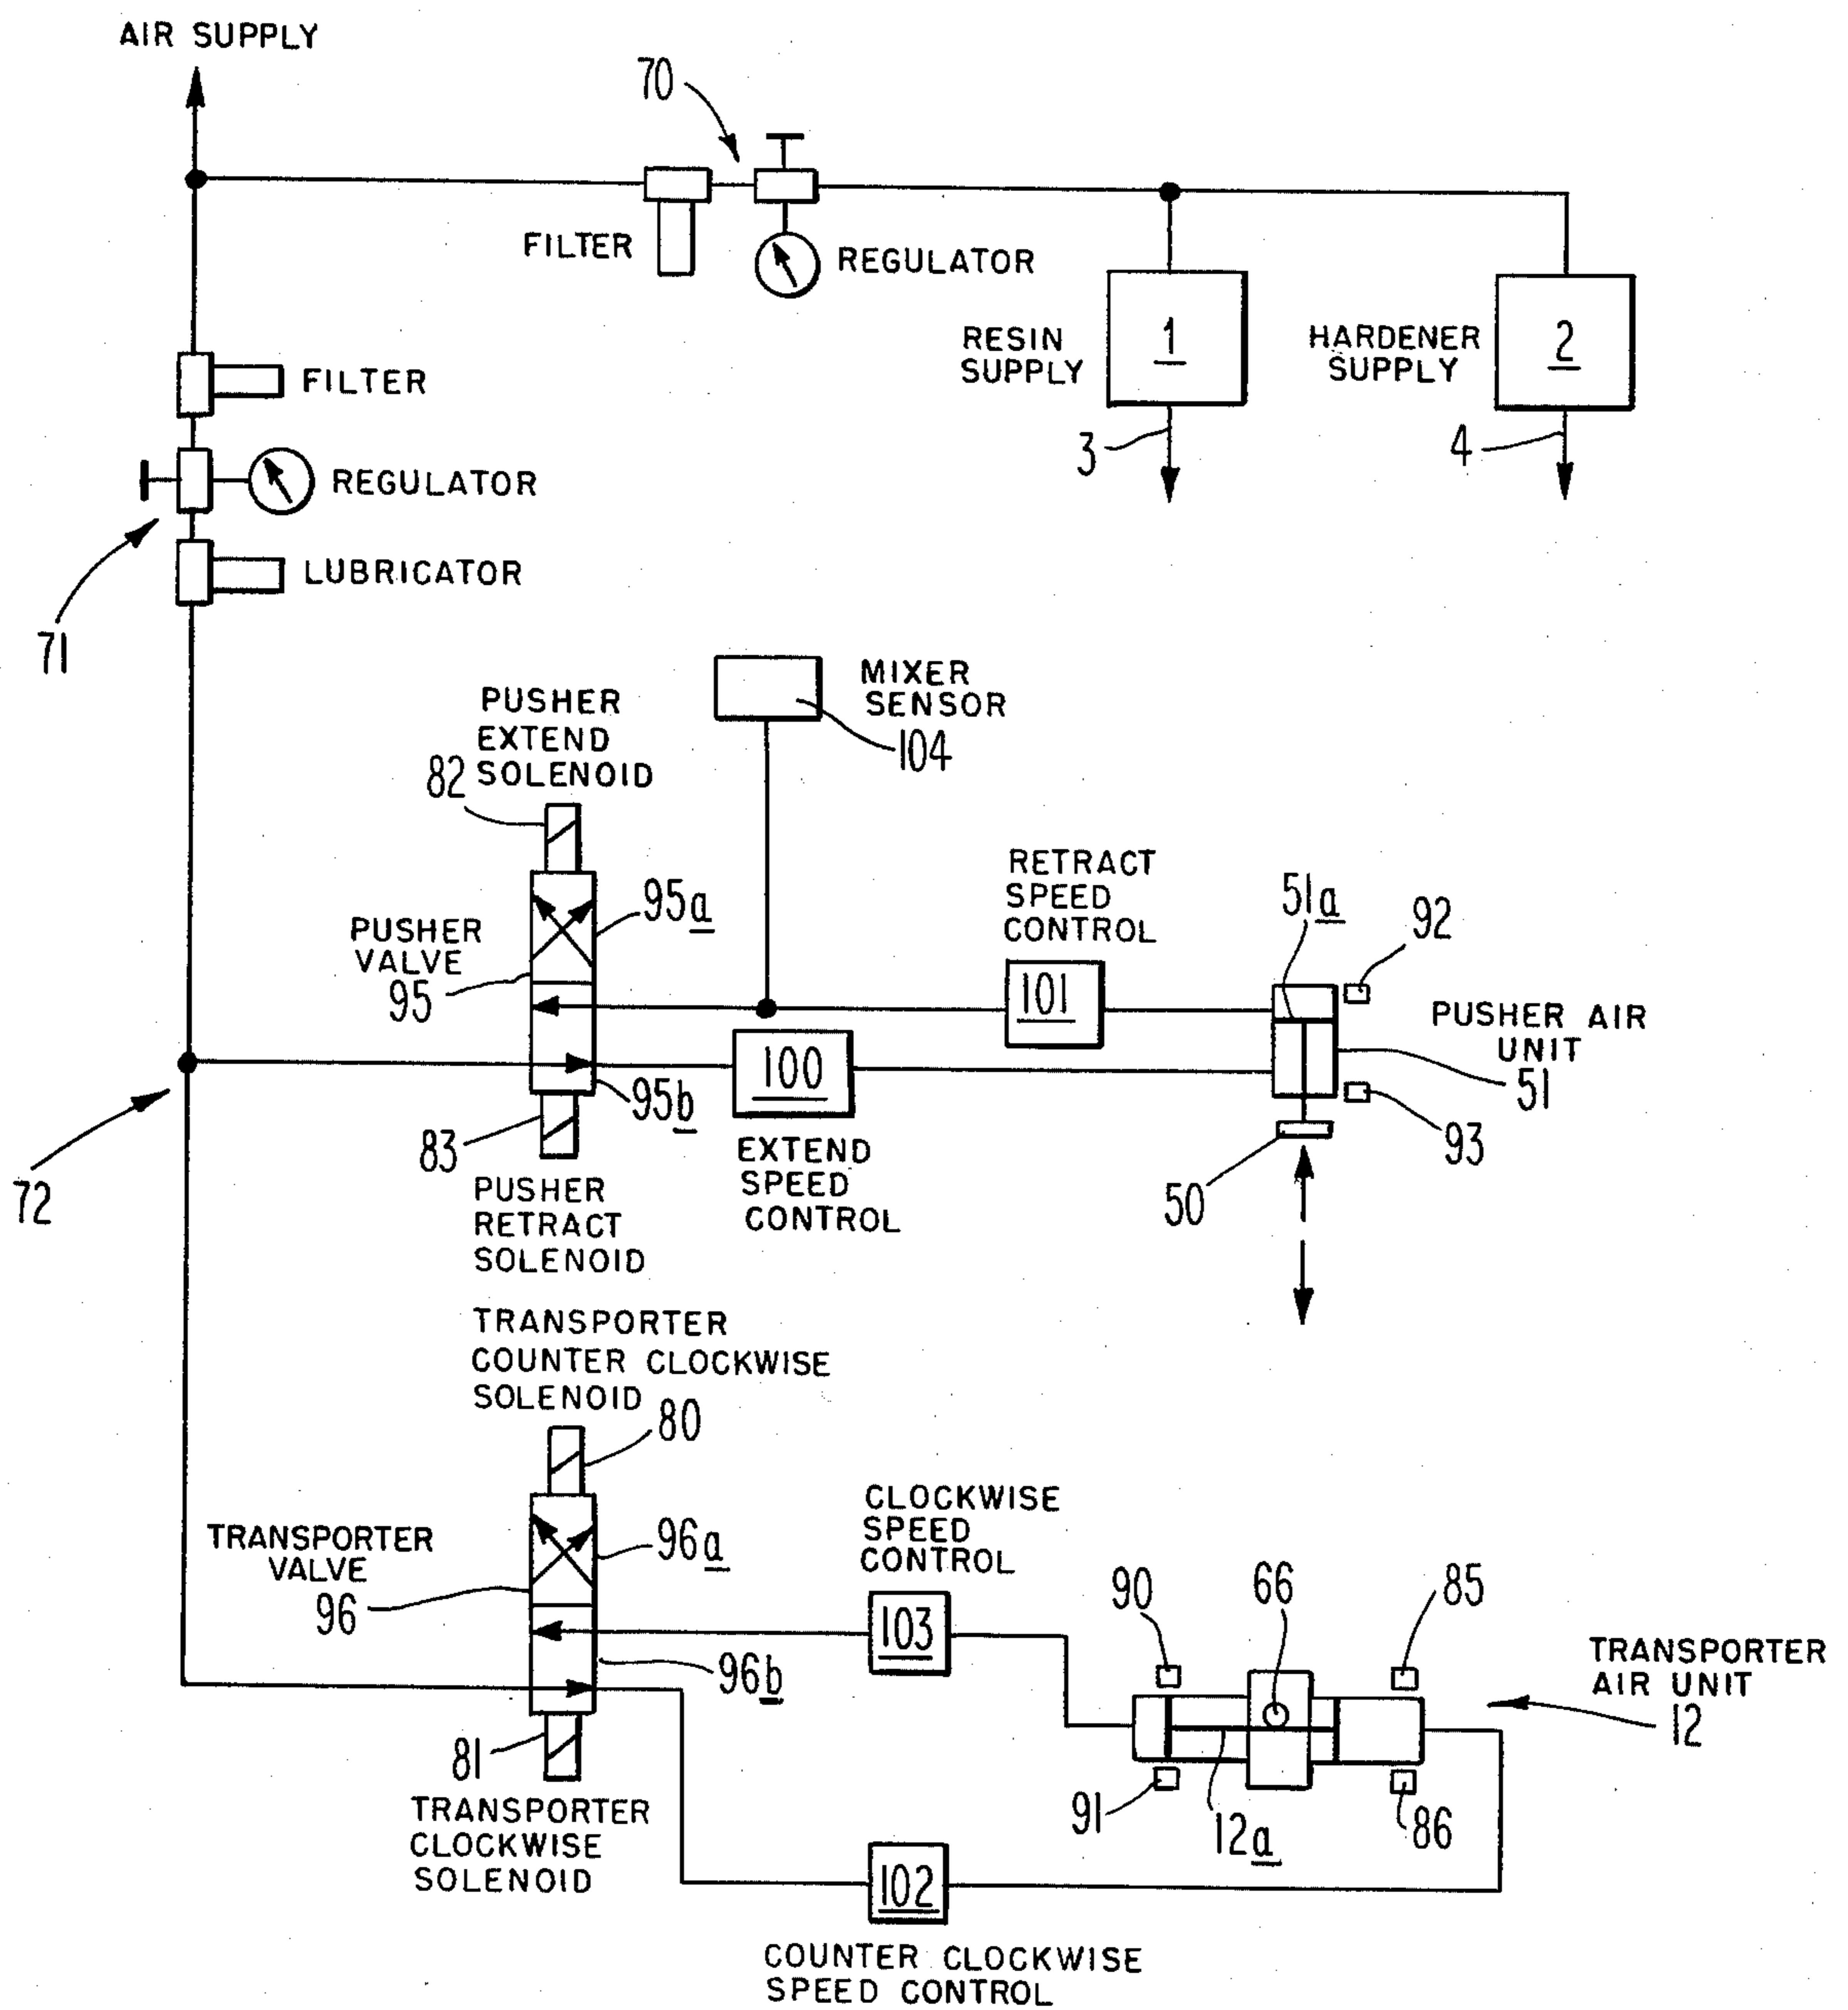 AIR SUPPLY
70
FILTER
REGULATOR
RESIN
SUPPLY
1
HARDENER
SUPPLY
2
3
4
FILTER
REGULATOR
LUBRICATOR
71
MIXER
SENSOR
104
PUSHER
EXTEND
SOLENOID
82
95a
PUSHER
VALVE
95
RETRACT
SPEED
CONTROL
101
51a
92
PUSHER AIR
UNIT
51
100
95b
83
93
50
72
EXTEND
SPEED
CONTROL
PUSHER
RETRACT
SOLENOID
TRANSPORTER
COUNTER CLOCKWISE
SOLENOID
80
CLOCKWISE
SPEED
CONTROL
96a
TRANSPORTER
VALVE
96
103
90
66
85
TRANSPORTER
AIR UNIT
12
96b
81
91
12a
86
TRANSPORTER
CLOCKWISE
SOLENOID
102
COUNTER CLOCKWISE
SPEED CONTROL